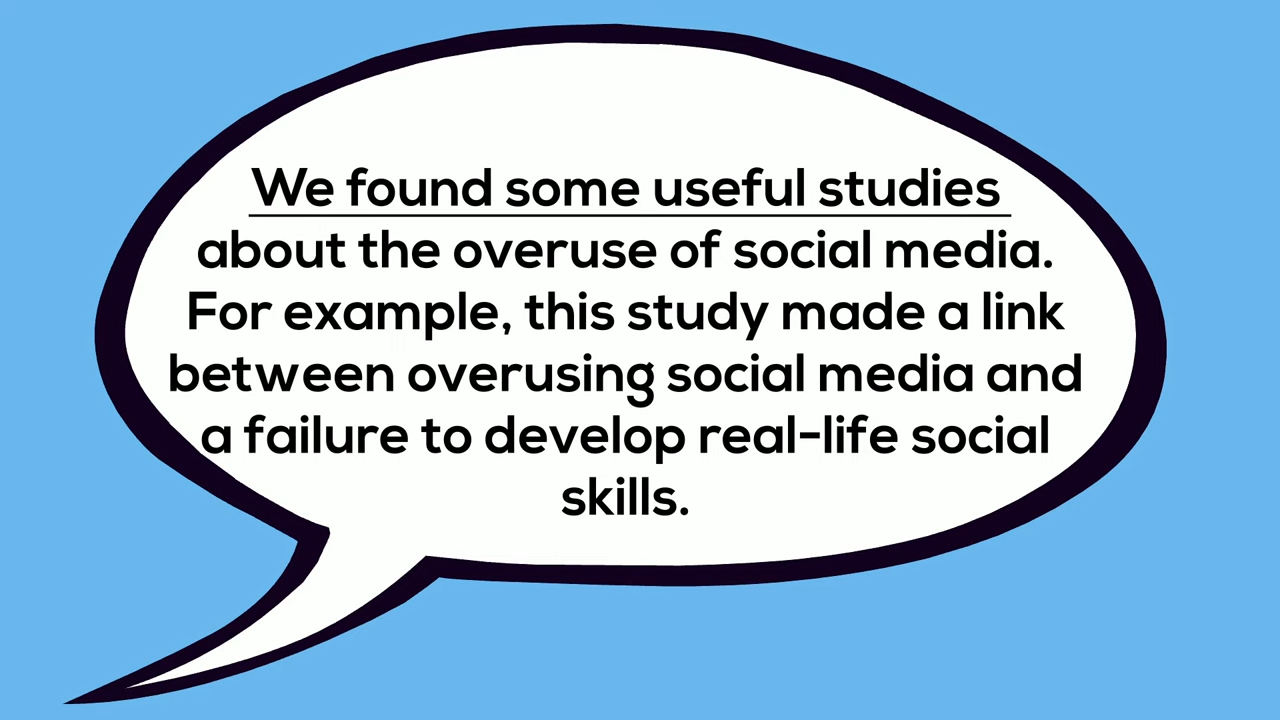 We found some useful studies
about the overuse of social media.
For example, this study made a link
between overusing social media and
a failure to develop real-life social
skills.